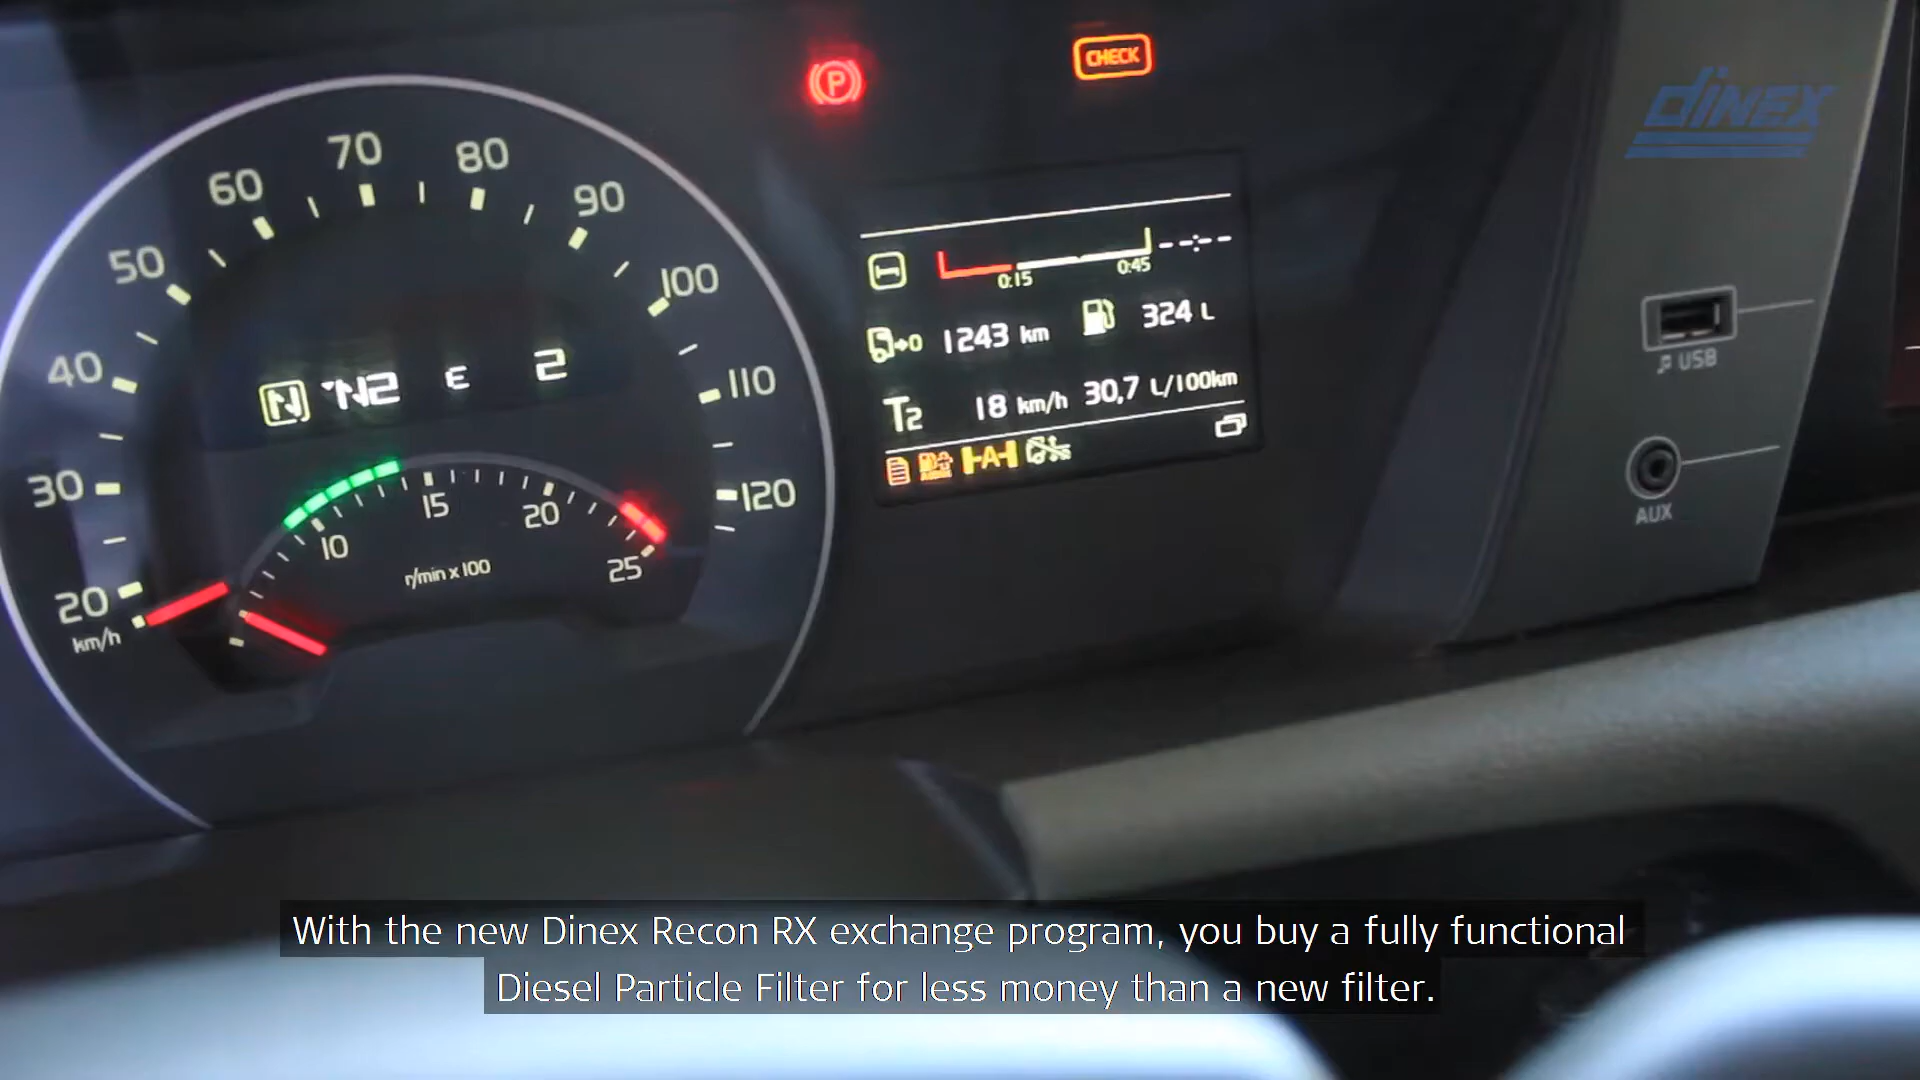 CHECK
DINEX
P
70
80
60
90
50
100
40
110
30
120
20
km/h
N2 E 2
10
15
20
25
r/min x 100
0:15
0:45
--:--
1243 km
324 L
T2
18 km/h
30,7 L/100km
A
USB
AUX
With the new Dinex Recon RX exchange program, you buy a fully functional
Diesel Particle Filter for less money than a new filter.